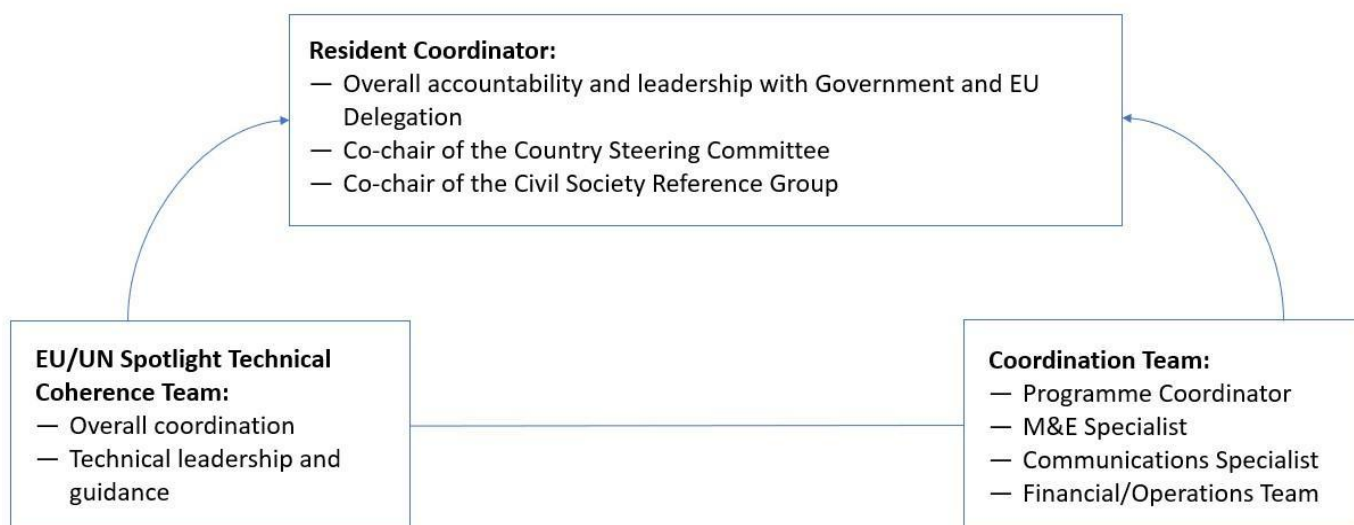 Resident Coordinator:
— Overall accountability and leadership with Government and EU
Delegation
— Co-chair of the Country Steering Committee
— Co-chair of the Civil Society Reference Group
EU/UN Spotlight Technical
Coherence Team:
— Overall coordination
— Technical leadership and
guidance
Coordination Team:
— Programme Coordinator
— M&E Specialist
— Communications Specialist
— Financial/Operations Team